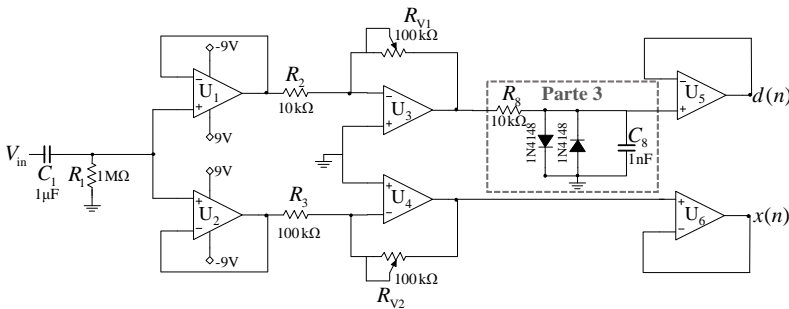 R_V1
100kΩ
-9V
U_1
R_2
10kΩ
9V
U_3
R_8
10kΩ
Parte 3
1N4148
1N4148
C_8
1nF
U_5
d(n)
V_in
C_1
1μF
R_1
1MΩ
9V
U_2
-9V
R_3
100kΩ
U_4
R_V2
100kΩ
U_6
x(n)